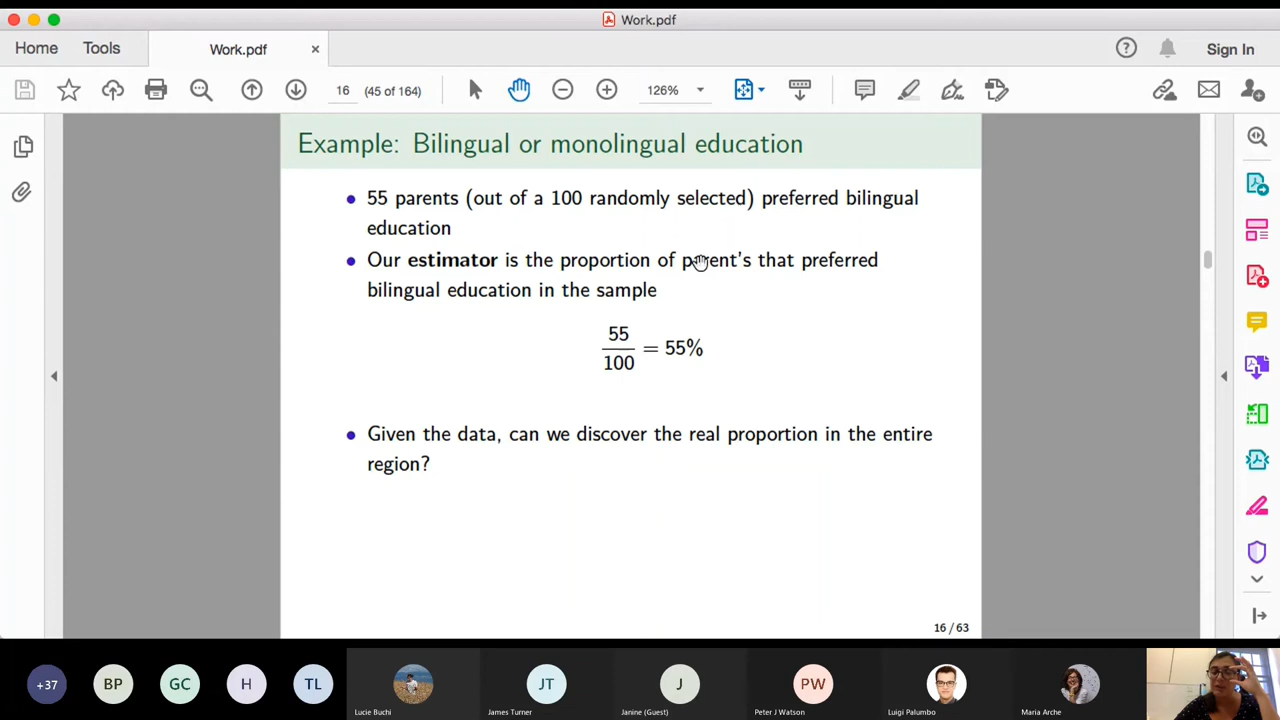 Work.pdf
Home
Tools
Work.pdf
×
Sign In
16
(45 of 164)
126%
Example: Bilingual or monolingual education
• 55 parents (out of a 100 randomly selected) preferred bilingual
education
• Our estimator is the proportion of parent's that preferred
bilingual education in the sample
55
100
= 55%
• Given the data, can we discover the real proportion in the entire
region?
16 / 63
+37
BP
GC
H
TL
JT
J
PW
Lucie Buchi
James Turner
Janine (Guest)
Peter J Watson
Luigi Palumbo
Maria Arche